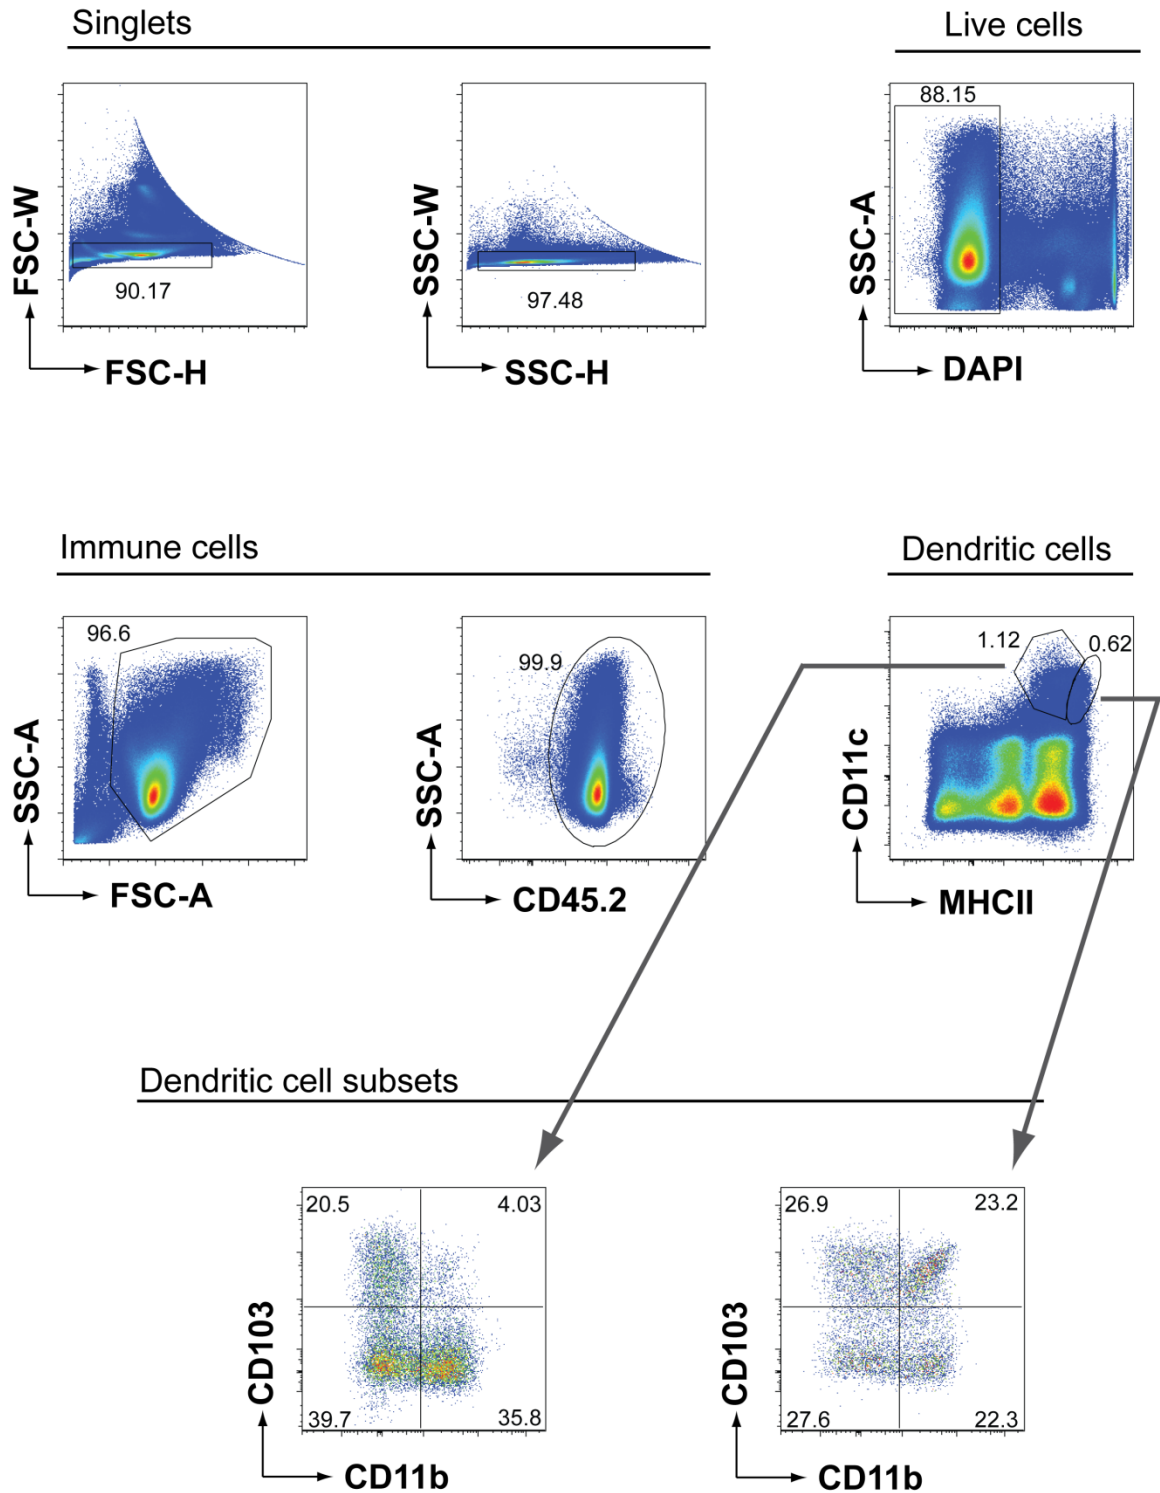 Singlets
Live cells
FSC-W
90.17
FSC-H
SSC-W
97.48
SSC-H
88.15
SSC-A
DAPI
Immune cells
Dendritic cells
96.6
SSC-A
FSC-A
99.9
SSC-A
CD45.2
1.12
0.62
CD11c
MHCII
Dendritic cell subsets
20.5
4.03
CD103
39.7
35.8
CD11b
26.9
23.2
CD103
27.6
22.3
CD11b